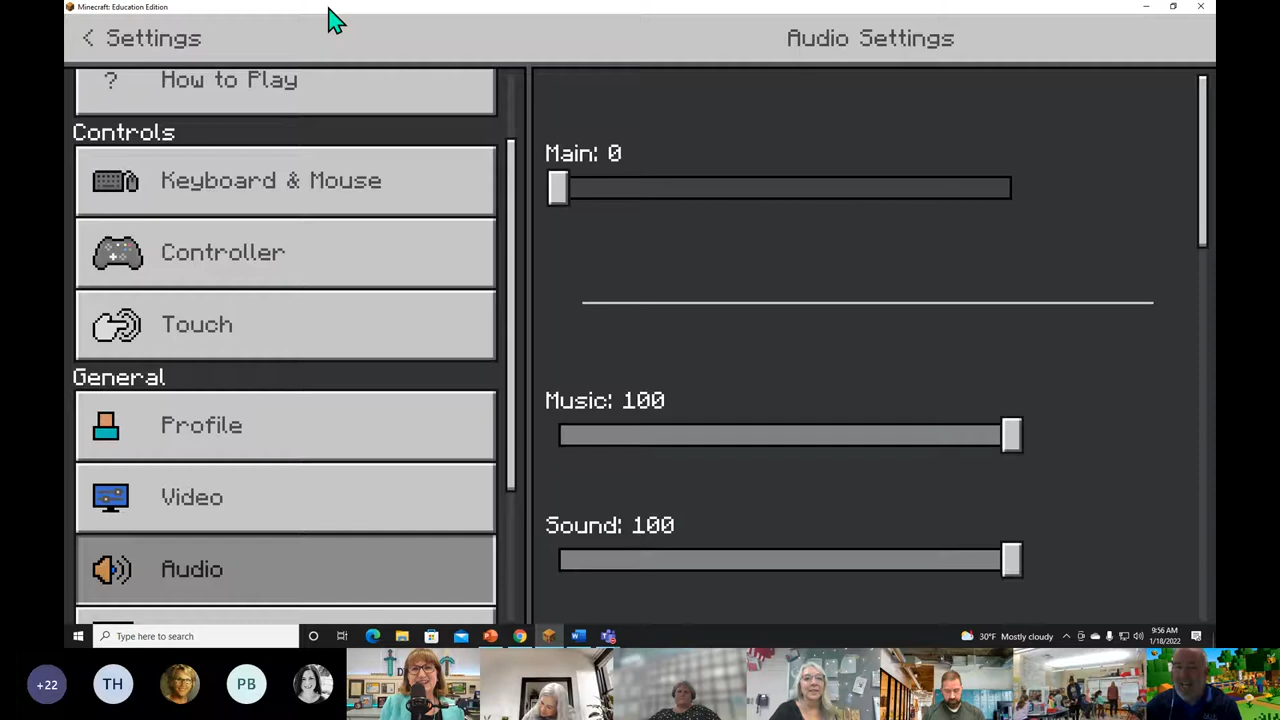 Minecraft: Education Edition
Settings
Audio Settings
? How to Play
Controls
Keyboard & Mouse
Controller
Touch
General
Profile
Video
Audio
Main: 0
Music: 100
Sound: 100
Type here to search
30°F Mostly cloudy
9:56 AM
1/18/2022
+22
TH
PB